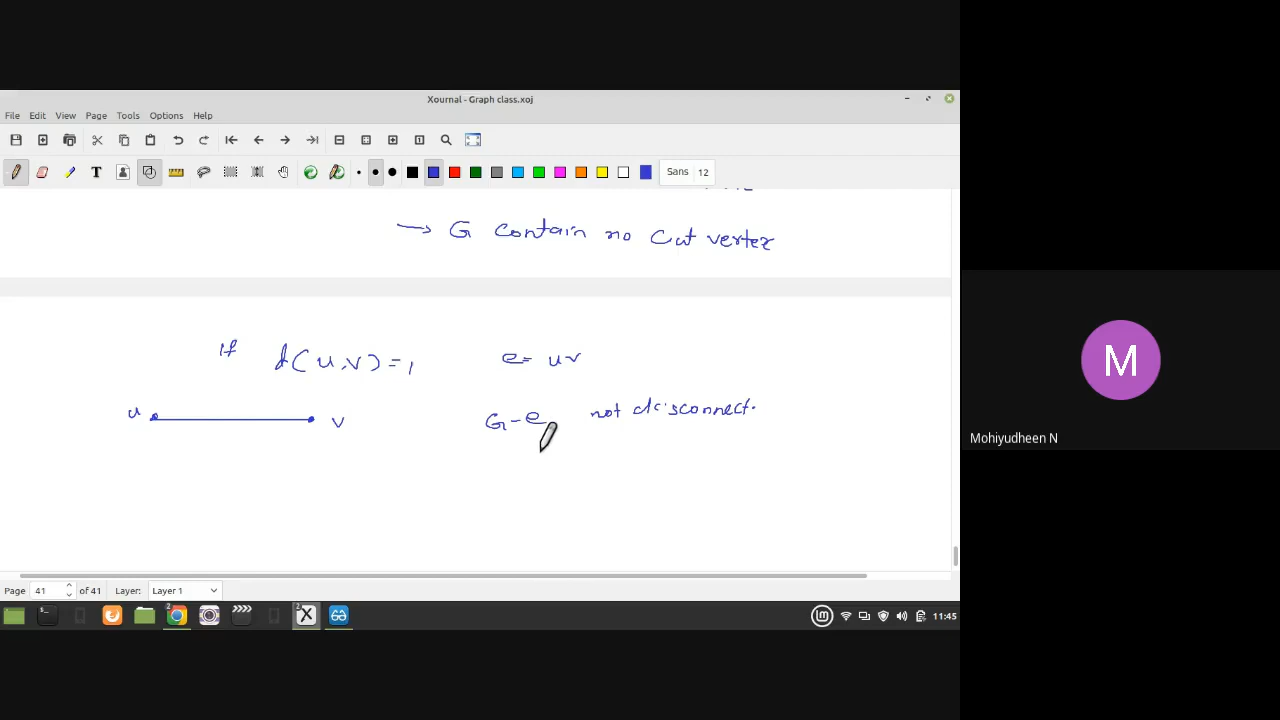 Xournal - Graph class.xoj
File Edit View Page Tools Options Help
T Sans 12
→ G contain no cut vertex
If d(u,v)=1, e= uv
u v G-e not disconnect.
M
Mohiyudheen N
Page 41 of 41 Layer: Layer 1
11:45